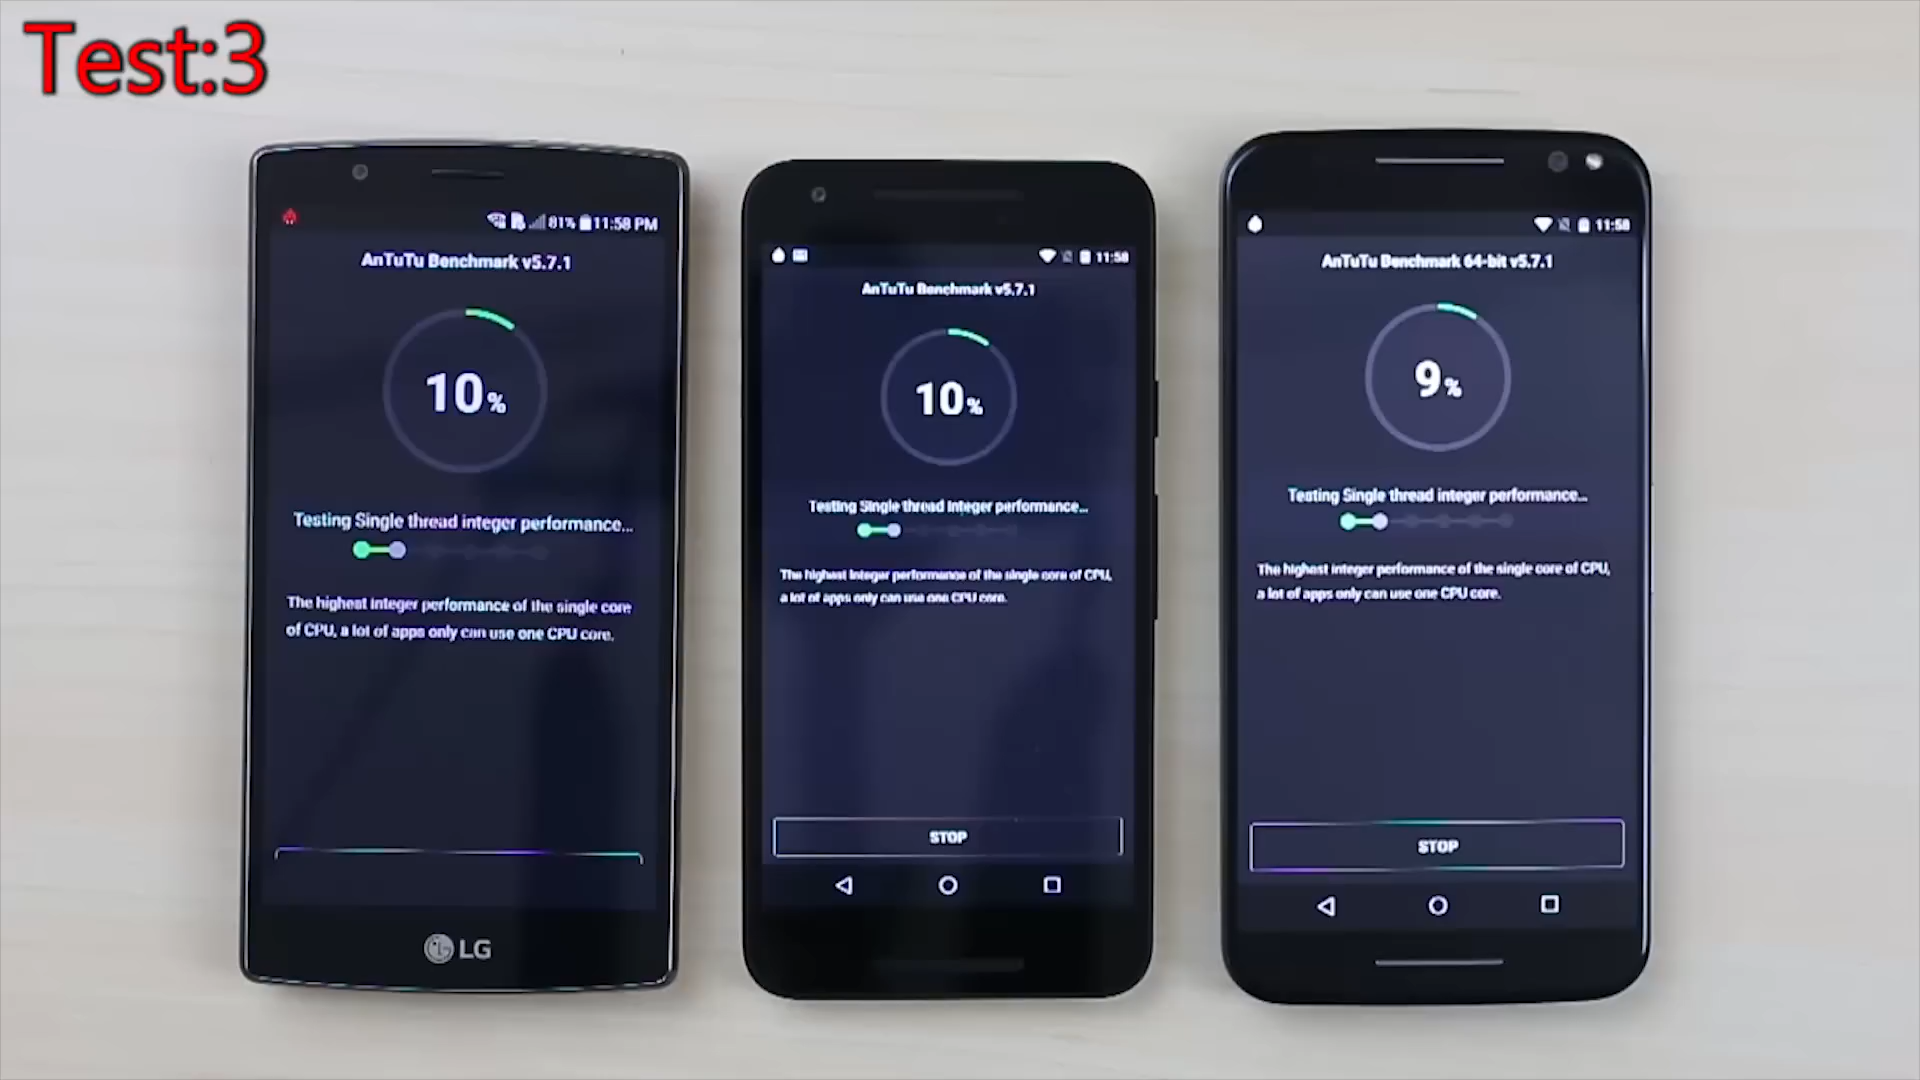 Test:3
81% 11:58 PM
AnTuTu Benchmark v5.7.1
10%
Testing Single thread integer performance...
The highest integer performance of the single core
of CPU, a lot of apps only can use one CPU core.
LG
11:58
AnTuTu Benchmark v5.7.1
10%
Testing Single thread integer performance...
The highest integer performance of the single core of CPU,
a lot of apps only can use one CPU core.
STOP
11:58
AnTuTu Benchmark 64-bit v5.7.1
9%
Testing Single thread integer performance...
The highest integer performance of the single core of CPU,
a lot of apps only can use one CPU core.
STOP